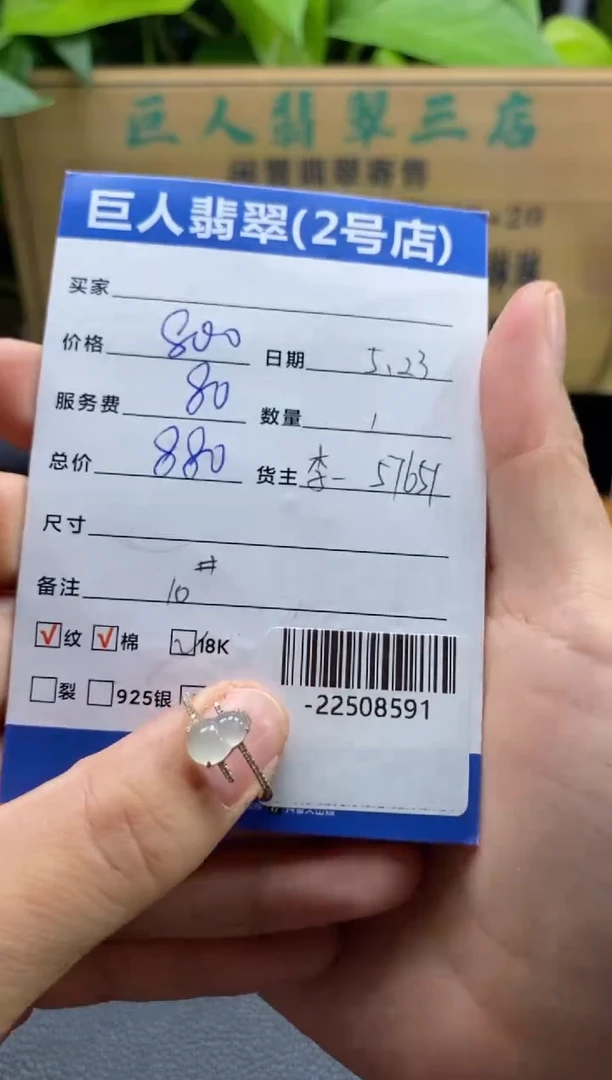 巨人翡翠三店
巨人翡翠(2号店)
买家
价格 800 日期 5.23
服务费 80 数量 1
总价 880 货主 李- 57651
尺寸
备注 10#
√纹 √棉 √18K
裂 925银
-22508591